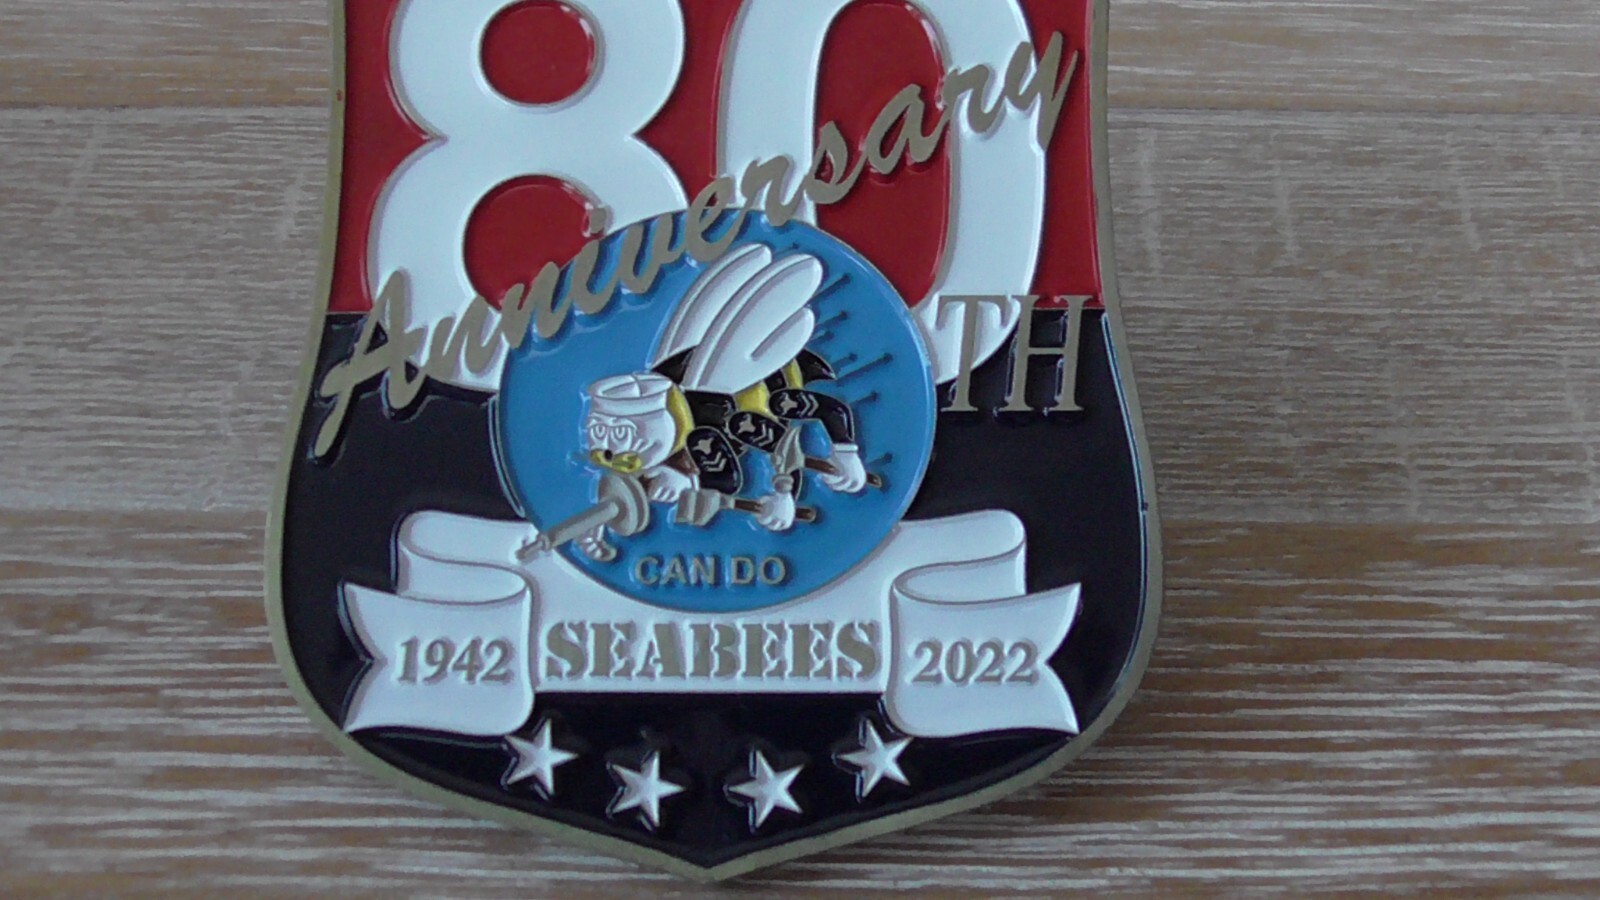 80
TH
Anniversary
CAN DO
1942 SEABEES 2022